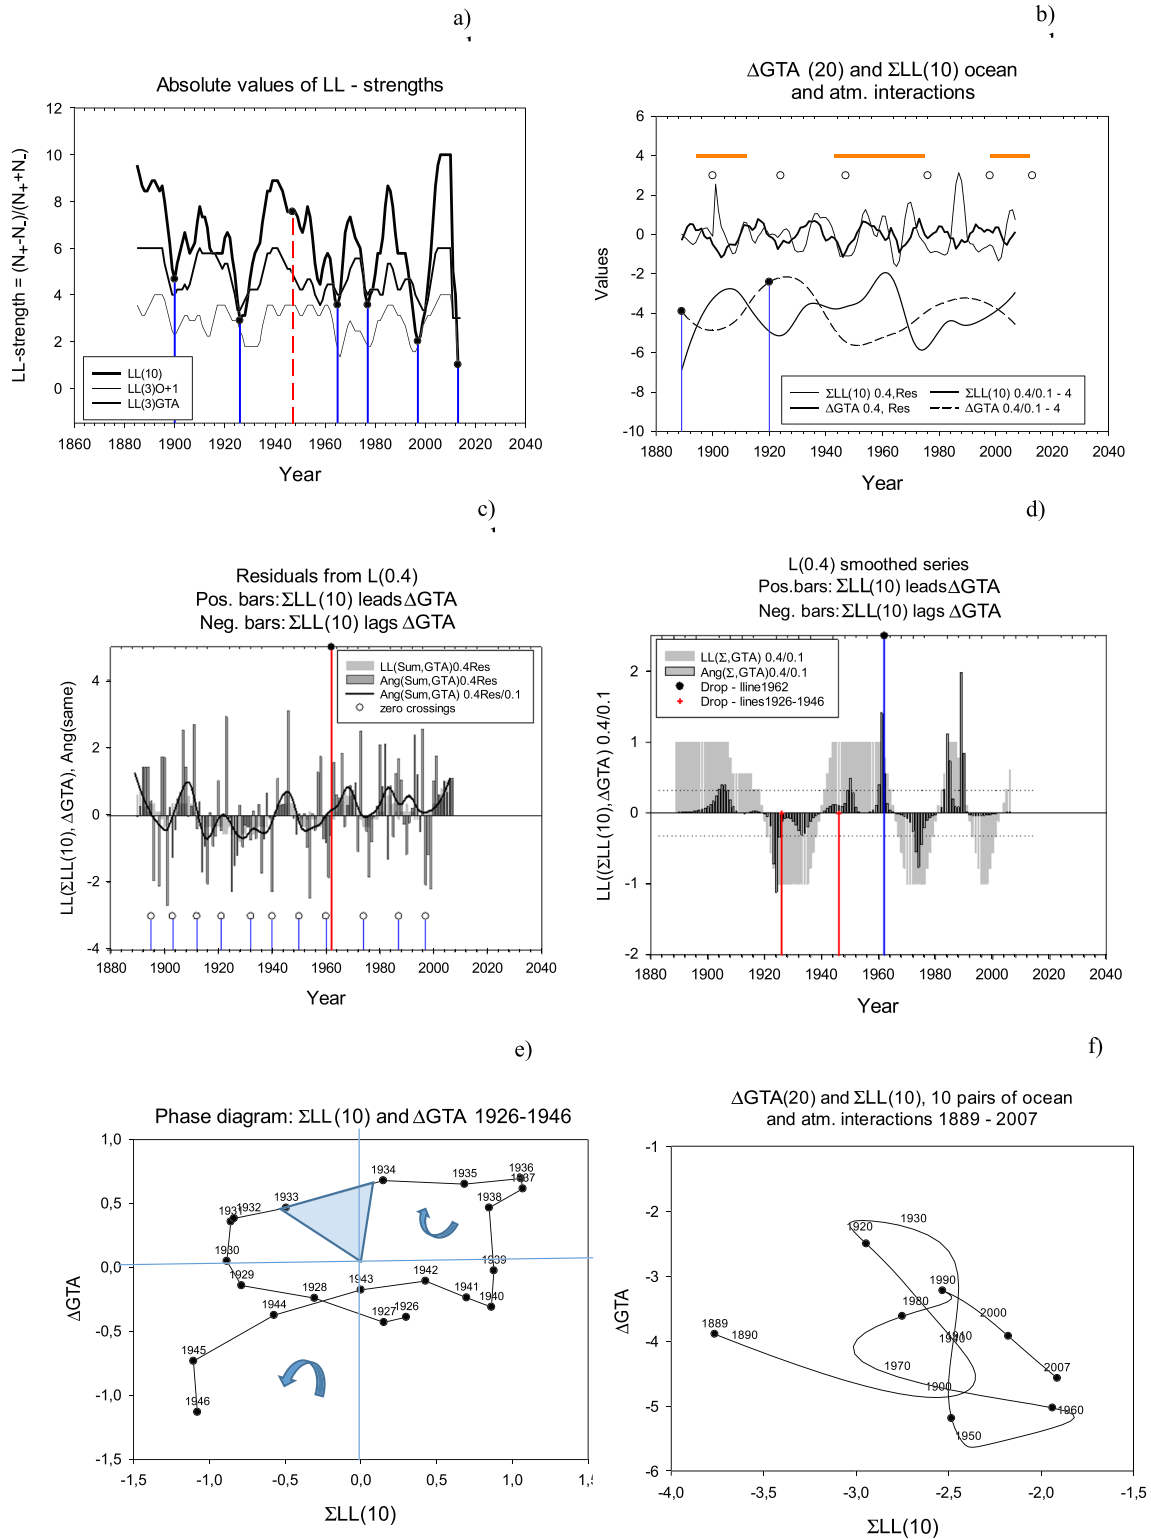 a)
Absolute values of LL - strengths
LL-strength = (N₊-N₋)/(N₊+N₋)
12
10
8
6
4
2
0
LL(10)
LL(3)O+1
LL(3)GTA
1860 1880 1900 1920 1940 1960 1980 2000 2020 2040
Year
b)
ΔGTA (20) and ΣLL(10) ocean
and atm. interactions
Values
6
4
2
0
-2
-4
-6
-8
-10
ΣLL(10) 0.4,Res
ΔGTA 0.4, Res
ΣLL(10) 0.4/0.1 - 4
ΔGTA 0.4/0.1 - 4
1880 1900 1920 1940 1960 1980 2000 2020 2040
Year
c)
Residuals from L(0.4)
Pos. bars:ΣLL(10) leadsΔGTA
Neg. bars:ΣLL(10) lags ΔGTA
LL(ΣLL(10), ΔGTA), Ang(same)
4
2
0
-2
-4
LL(Sum,GTA)0.4Res
Ang(Sum,GTA)0.4Res
Ang(Sum,GTA) 0.4Res/0.1
zero crossings
1880 1900 1920 1940 1960 1980 2000 2020 2040
Year
d)
L(0.4) smoothed series
Pos.bars: ΣLL(10) leadsΔGTA
Neg. bars:ΣLL(10) lags ΔGTA
LL((ΣLL(10),ΔGTA) 0.4/0.1
2
1
0
-1
-2
LL(Σ,GTA) 0.4/0.1
Ang(Σ,GTA)0.4/0.1
Drop - lline1962
Drop - lines1926-1946
1880 1900 1920 1940 1960 1980 2000 2020 2040
Year
e)
Phase diagram: ΣLL(10) and ΔGTA 1926-1946
ΔGTA
1,0
0,5
0,0
-0,5
-1,0
-1,5
1934 1935 1936
1937
1931 1932 1933 1938
1930 1939
1929 1928 1943 1942
1941 1940
1944 1927 1926
1945
1946
-1,5 -1,0 -0,5 0,0 0,5 1,0
ΣLL(10)
f)
ΔGTA(20) and ΣLL(10), 10 pairs of ocean
and atm. interactions 1889 - 2007
ΔGTA
-1
-2
-3
-4
-5
-6
1920 1930
1990
1980 2000
1889 1890 1940 1910
1970 2007
1900
1960
1950
-4,0 -3,5 -3,0 -2,5 -2,0 -1,5
ΣLL(10)